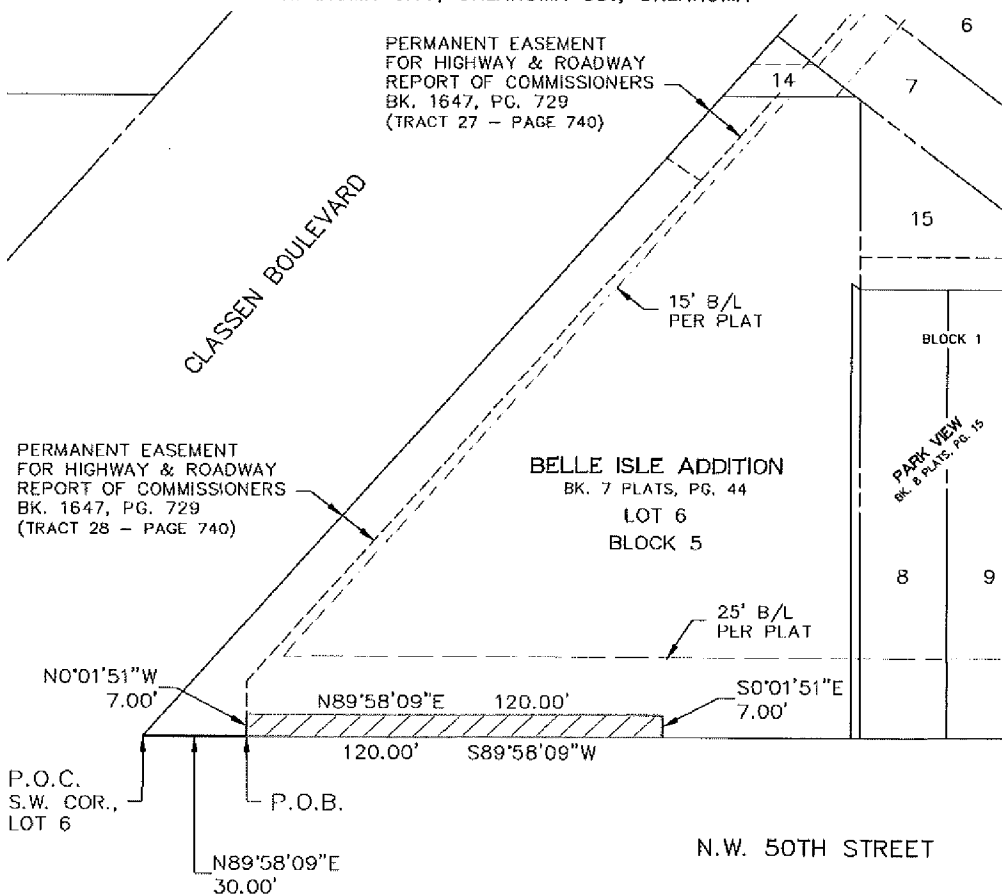 PERMANENT EASEMENT
FOR HIGHWAY & ROADWAY
REPORT OF COMMISSIONERS
BK. 1647, PG. 729
(TRACT 27 – PAGE 740)
6
7
14
15
CLASSEN BOULEVARD
15' B/L
PER PLAT
BLOCK 1
PARK VIEW
BK. 8 PLATS, PG. 15
PERMANENT EASEMENT
FOR HIGHWAY & ROADWAY
REPORT OF COMMISSIONERS
BK. 1647, PG. 729
(TRACT 28 – PAGE 740)
BELLE ISLE ADDITION
BK. 7 PLATS, PG. 44
LOT 6
BLOCK 5
8
9
25' B/L
PER PLAT
N0°01'51"W
7.00'
N89°58'09"E 120.00'
S0°01'51"E
7.00'
120.00' S89°58'09"W
P.O.C.
S.W. COR.,
LOT 6
P.O.B.
N89°58'09"E
30.00'
N.W. 50TH STREET